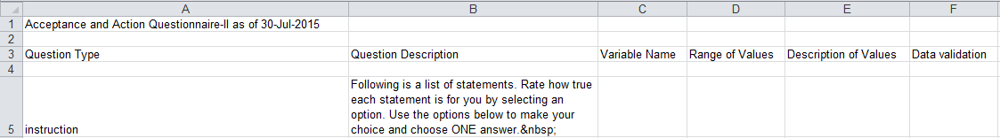 A B C D E F
1 Acceptance and Action Questionnaire-II as of 30-Jul-2015
2
3 Question Type Question Description Variable Name Range of Values Description of Values Data validation
4
Following is a list of statements. Rate how true
each statement is for you by selecting an
option. Use the options below to make your
5 instruction choice and choose ONE answer.&nbsp;